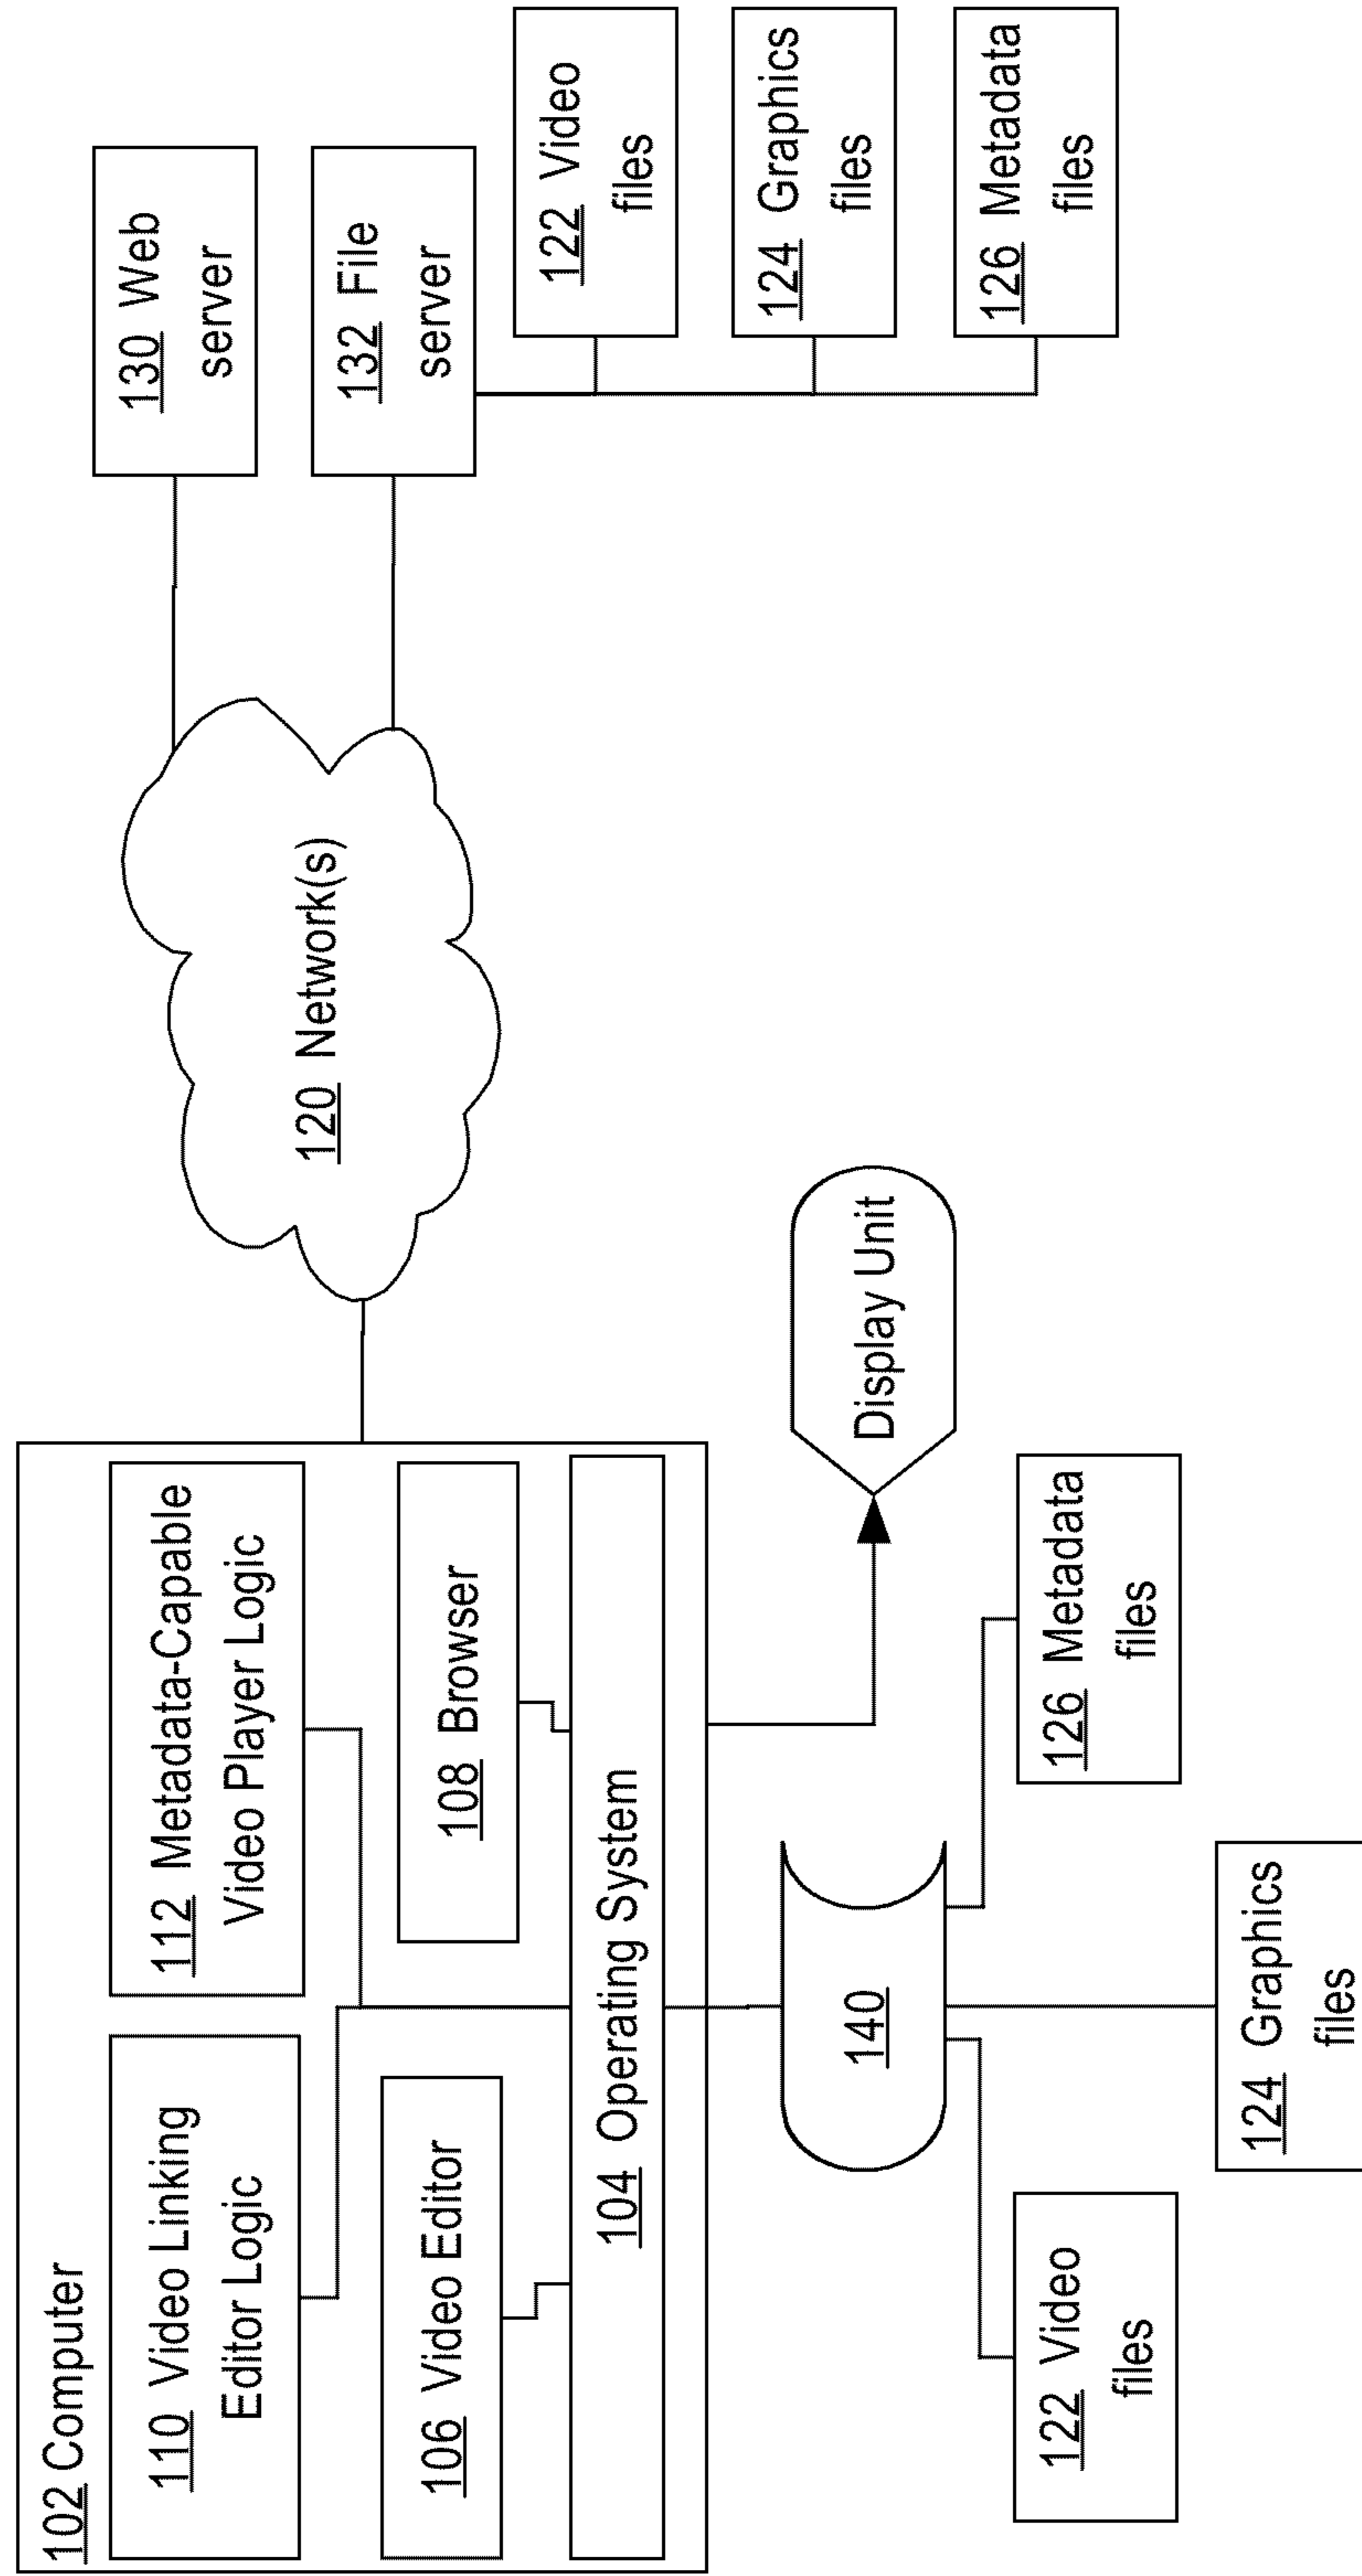 102 Computer
110 Video Linking
Editor Logic
112 Metadata-Capable
Video Player Logic
106 Video Editor
108 Browser
104 Operating System
120 Network(s)
130 Web
server
132 File
server
122 Video
files
124 Graphics
files
126 Metadata
files
Display Unit
140
122 Video
files
124 Graphics
files
126 Metadata
files